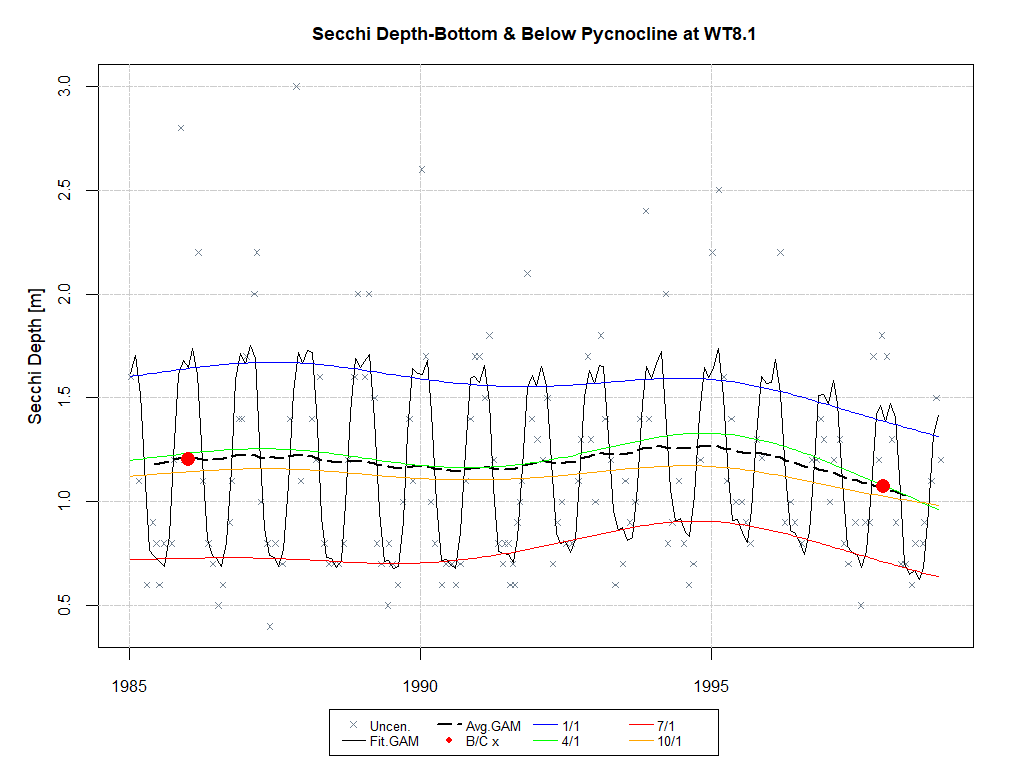 Secchi Depth-Bottom & Below Pycnocline at WT8.1
Secchi Depth [m]
3.0
2.5
2.0
1.5
1.0
0.5
1985 1990 1995
Uncen. Avg.GAM 1/1 7/1
Fit.GAM B/C x 4/1 10/1